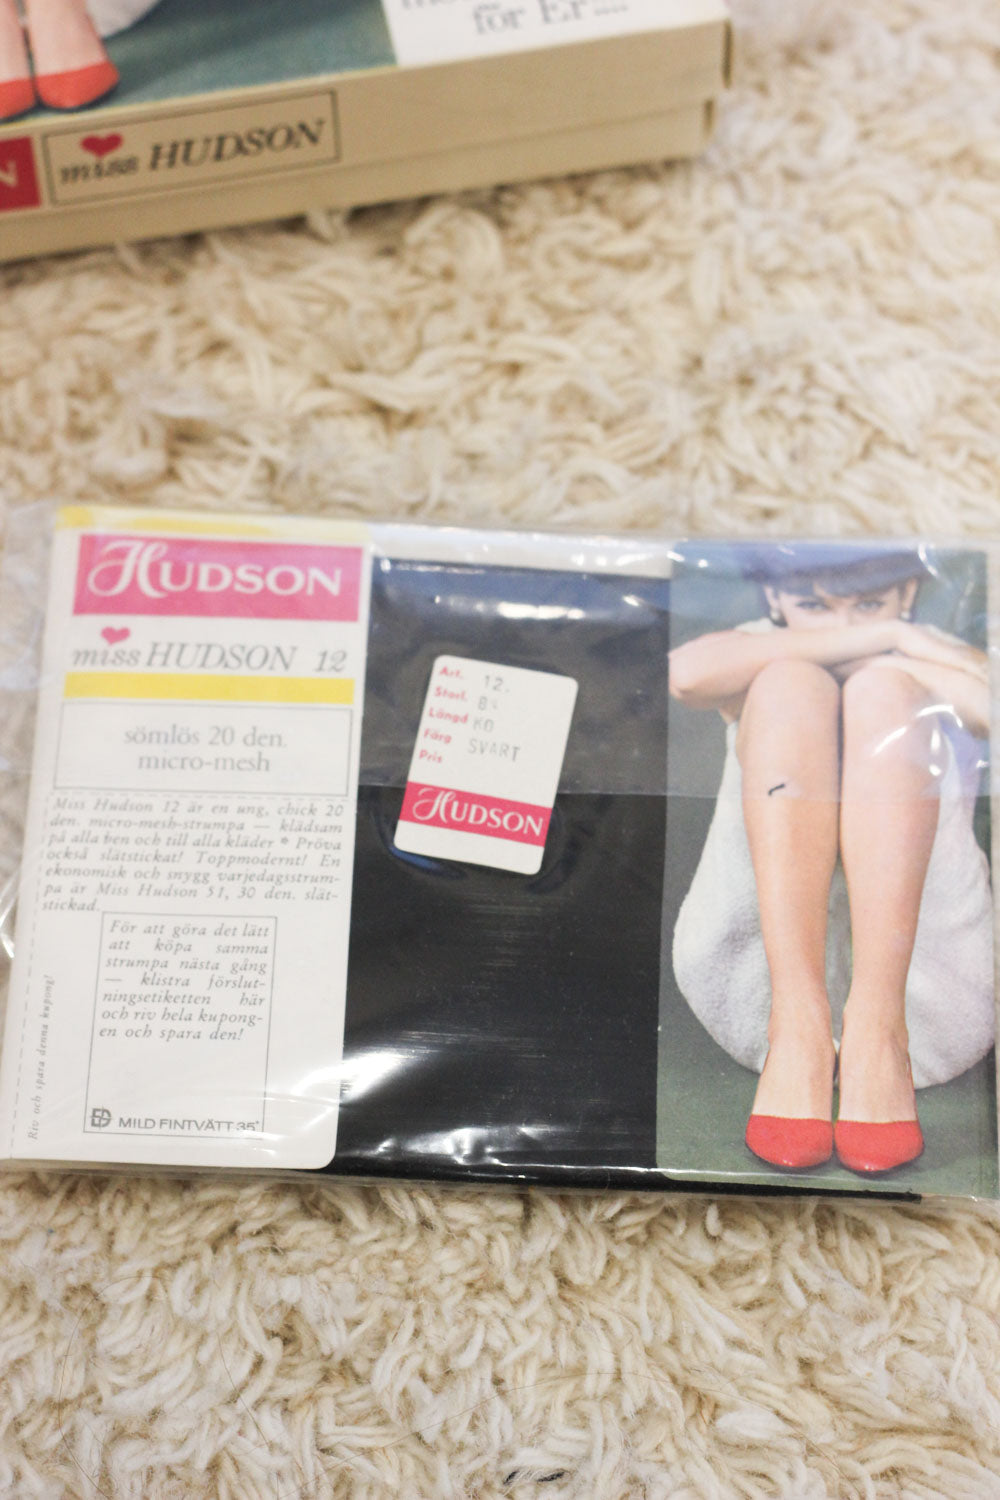 för Er
miss HUDSON
HUDSON
miss HUDSON 12
sömlös 20 den.
micro-mesh
Miss Hudson 12 är en ung, chick 20
den. micro-mesh-strumpa — klädsam
på alla ben och till alla kläder * Pröva
också slätstickat! Toppmodernt! En
ekonomisk och snygg varjedagsstrum-
pa är Miss Hudson 51, 30 den. slät-
stickad.
För att göra det lätt
att köpa samma
strumpa nästa gång
— klistra förslut-
ningsetiketten här
och riv hela kupong-
en och spara den!
MILD FINTVÄTT 35°
Riv och spara denna kupong!
Art. 12.
Storl.
Längd KO
Färg SVART
Pris
HUDSON